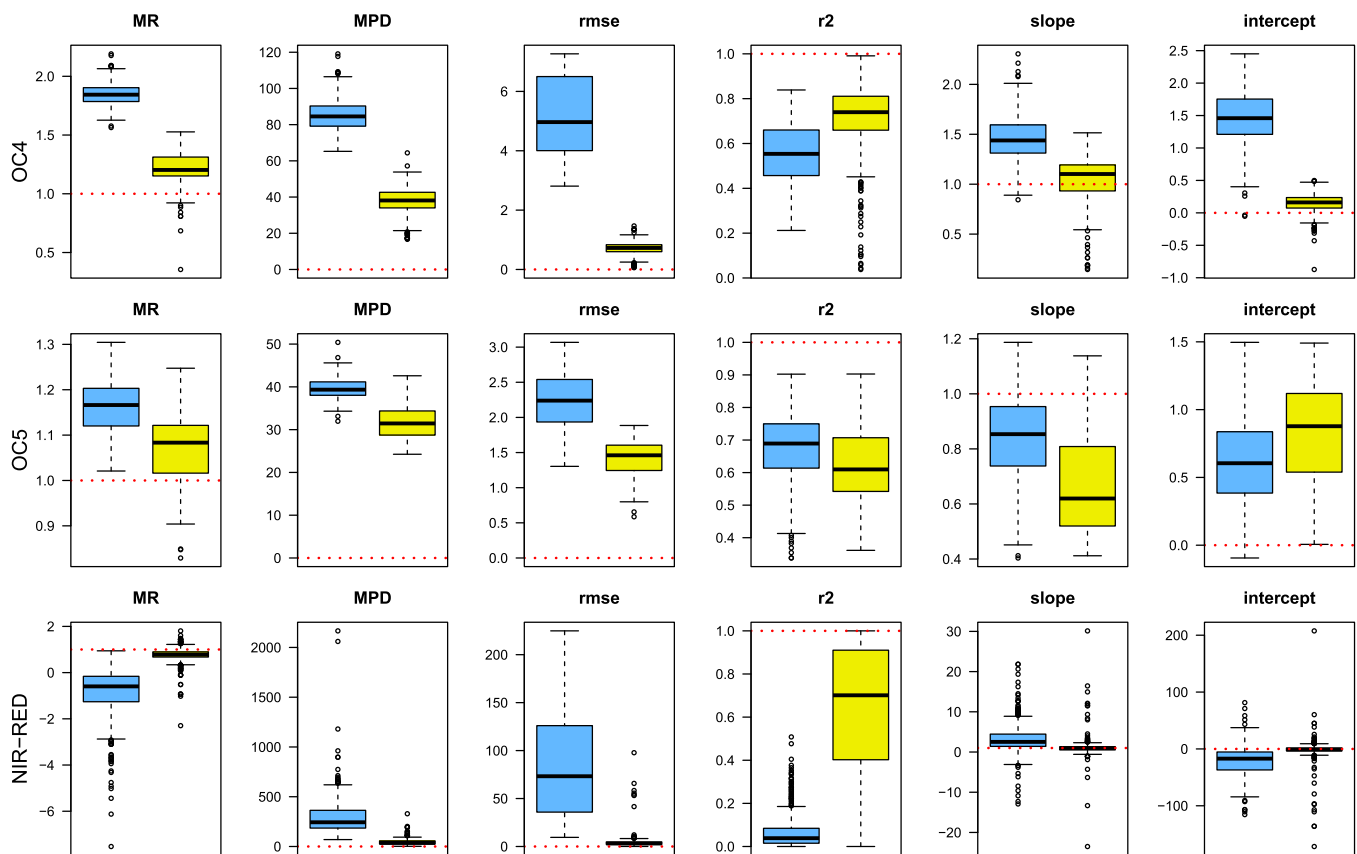 MR MPD rmse r2 slope intercept
OC4
2.0 1.5 1.0 0.5
120 100 80 60 40 20 0
6 4 2 0
1.0 0.8 0.6 0.4 0.2 0.0
2.0 1.5 1.0 0.5
2.5 2.0 1.5 1.0 0.5 0.0 −0.5 −1.0
MR MPD rmse r2 slope intercept
OC5
1.3 1.2 1.1 1.0 0.9
50 40 30 20 10 0
3.0 2.5 2.0 1.5 1.0 0.5 0.0
1.0 0.9 0.8 0.7 0.6 0.5 0.4
1.2 1.0 0.8 0.6 0.4
1.5 1.0 0.5 0.0
MR MPD rmse r2 slope intercept
NIR−RED
2 0 −2 −4 −6
2000 1500 1000 500 0
200 150 100 50 0
1.0 0.8 0.6 0.4 0.2 0.0
30 20 10 0 −10 −20
200 100 0 −100